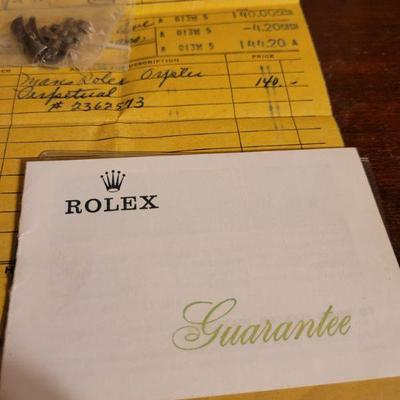 A 013M 5 140.00
A 013M 5 -4.20
A 013M 5 144.20 A
DESCRIPTION PRICE
Mans Rolex Oyster 140.-
Perpetual
# 2362573
ROLEX
Guarantee